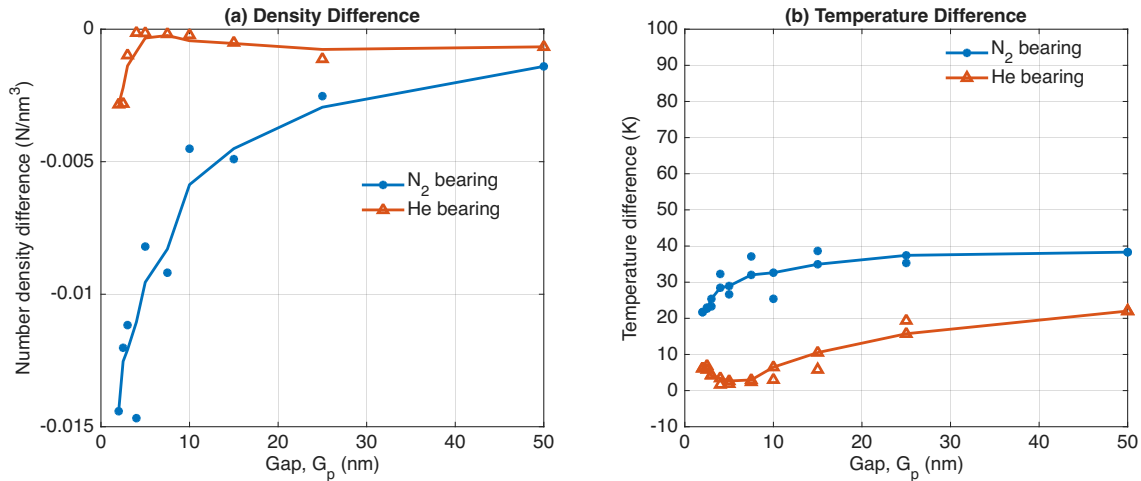 (a) Density Difference
0
-0.005
-0.01
-0.015
0
10
20
30
40
50
Number density difference (N/nm³)
Gap, G_p (nm)
N₂ bearing
He bearing
(b) Temperature Difference
100
90
80
70
60
50
40
30
20
10
0
-10
0
10
20
30
40
50
Temperature difference (K)
Gap, G_p (nm)
N₂ bearing
He bearing